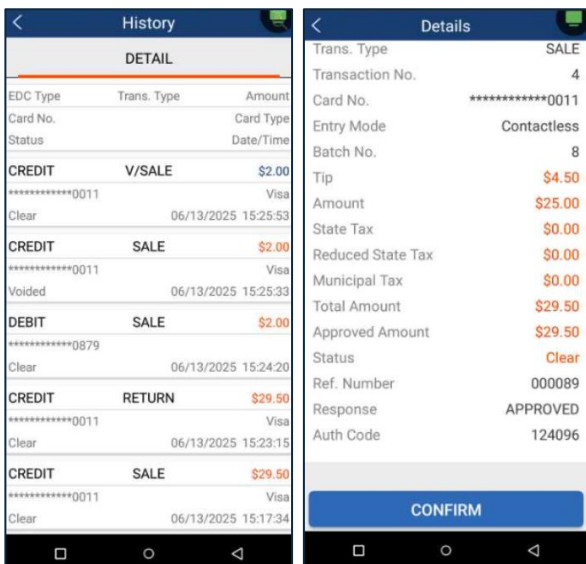 History
DETAIL
EDC Type Trans. Type Amount
Card No. Card Type
Status Date/Time
CREDIT V/SALE $2.00
************0011 Visa
Clear 06/13/2025 15:25:53
CREDIT SALE $2.00
************0011 Visa
Voided 06/13/2025 15:25:33
DEBIT SALE $2.00
************0879
Clear 06/13/2025 15:24:20
CREDIT RETURN $29.50
************0011 Visa
Clear 06/13/2025 15:23:15
CREDIT SALE $29.50
************0011 Visa
Clear 06/13/2025 15:17:34
Details
Trans. Type SALE
Transaction No. 4
Card No. ************0011
Entry Mode Contactless
Batch No. 8
Tip $4.50
Amount $25.00
State Tax $0.00
Reduced State Tax $0.00
Municipal Tax $0.00
Total Amount $29.50
Approved Amount $29.50
Status Clear
Ref. Number 000089
Response APPROVED
Auth Code 124096
CONFIRM